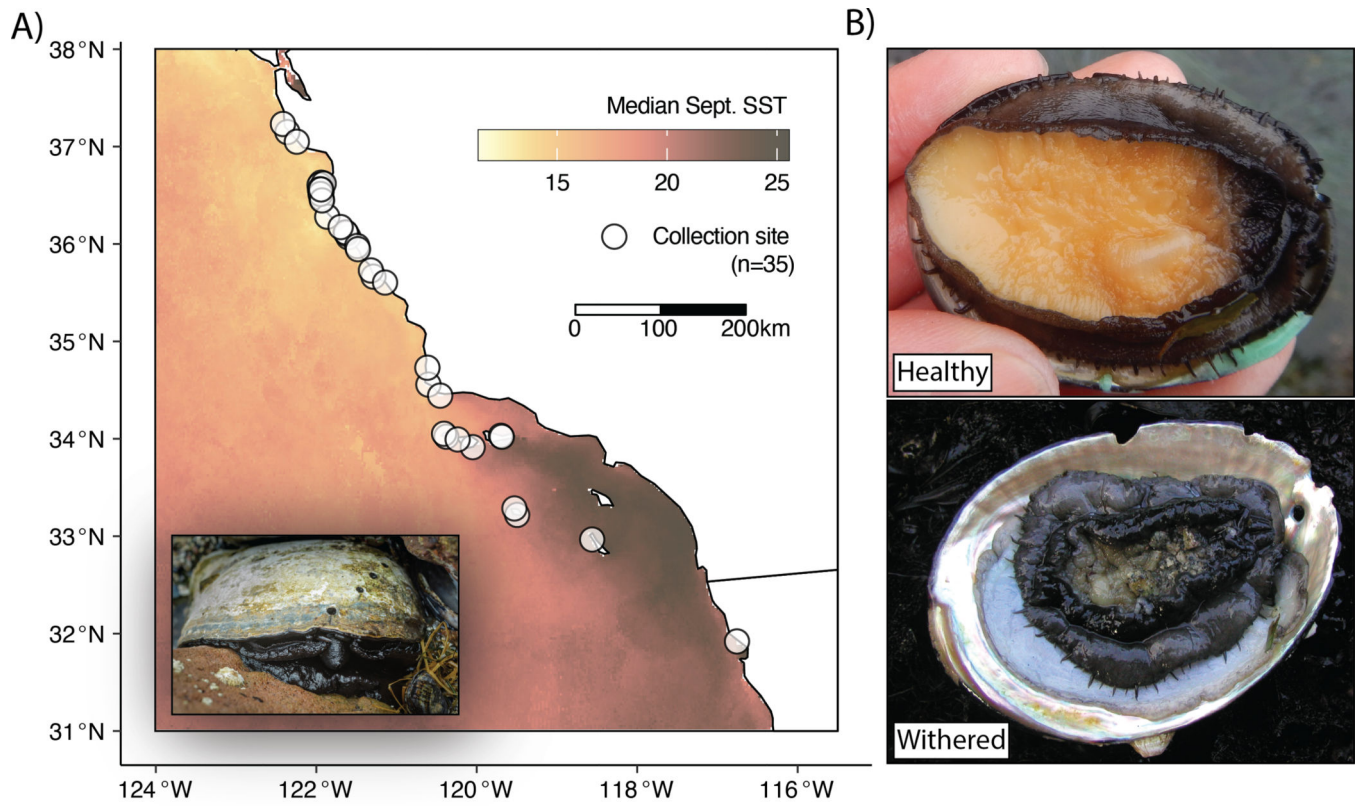 A)
38°N
37°N
36°N
35°N
34°N
33°N
32°N
31°N
124°W
122°W
120°W
118°W
116°W
Median Sept. SST
15
20
25
Collection site
(n=35)
0
100
200km
B)
Healthy
Withered